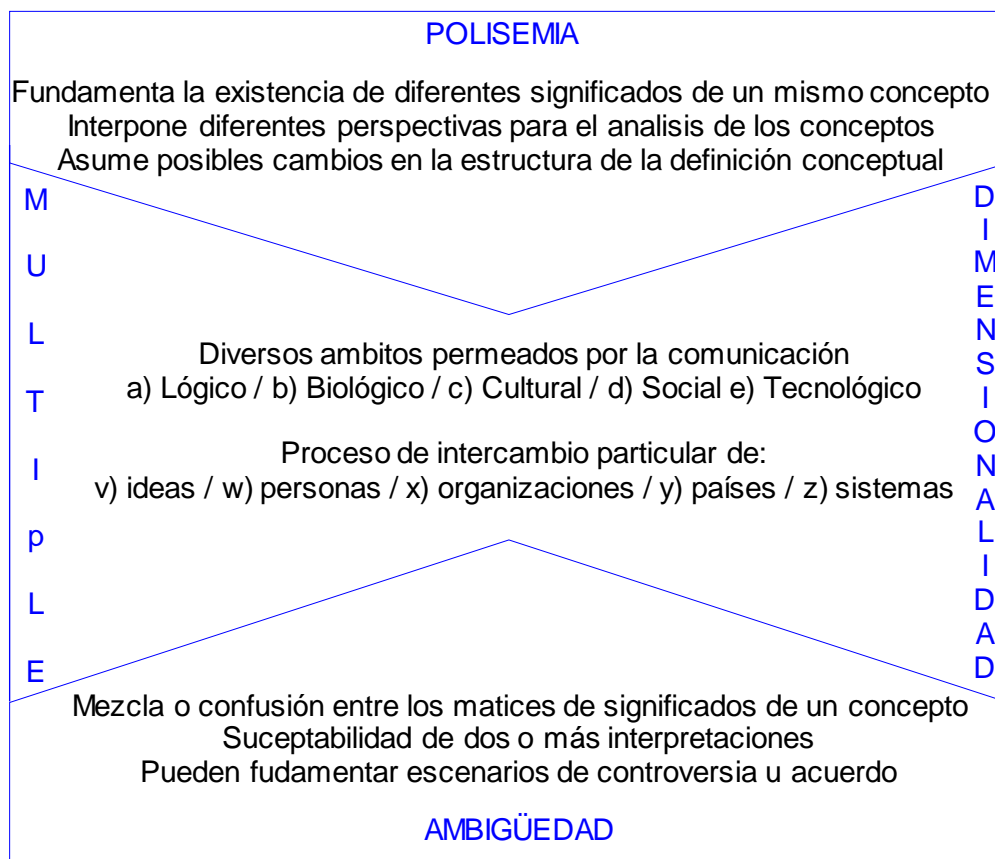 POLISEMIA
Fundamenta la existencia de diferentes significados de un mismo concepto
Interpone diferentes perspectivas para el analisis de los conceptos
Asume posibles cambios en la estructura de la definición conceptual
MULTIpLE
Diversos ambitos permeados por la comunicación
a) Lógico / b) Biológico / c) Cultural / d) Social e) Tecnológico
Proceso de intercambio particular de:
v) ideas / w) personas / x) organizaciones / y) países / z) sistemas
DIMENSIONALIDAD
Mezcla o confusión entre los matices de significados de un concepto
Suceptabilidad de dos o más interpretaciones
Pueden fudamentar escenarios de controversia u acuerdo
AMBIGÜEDAD